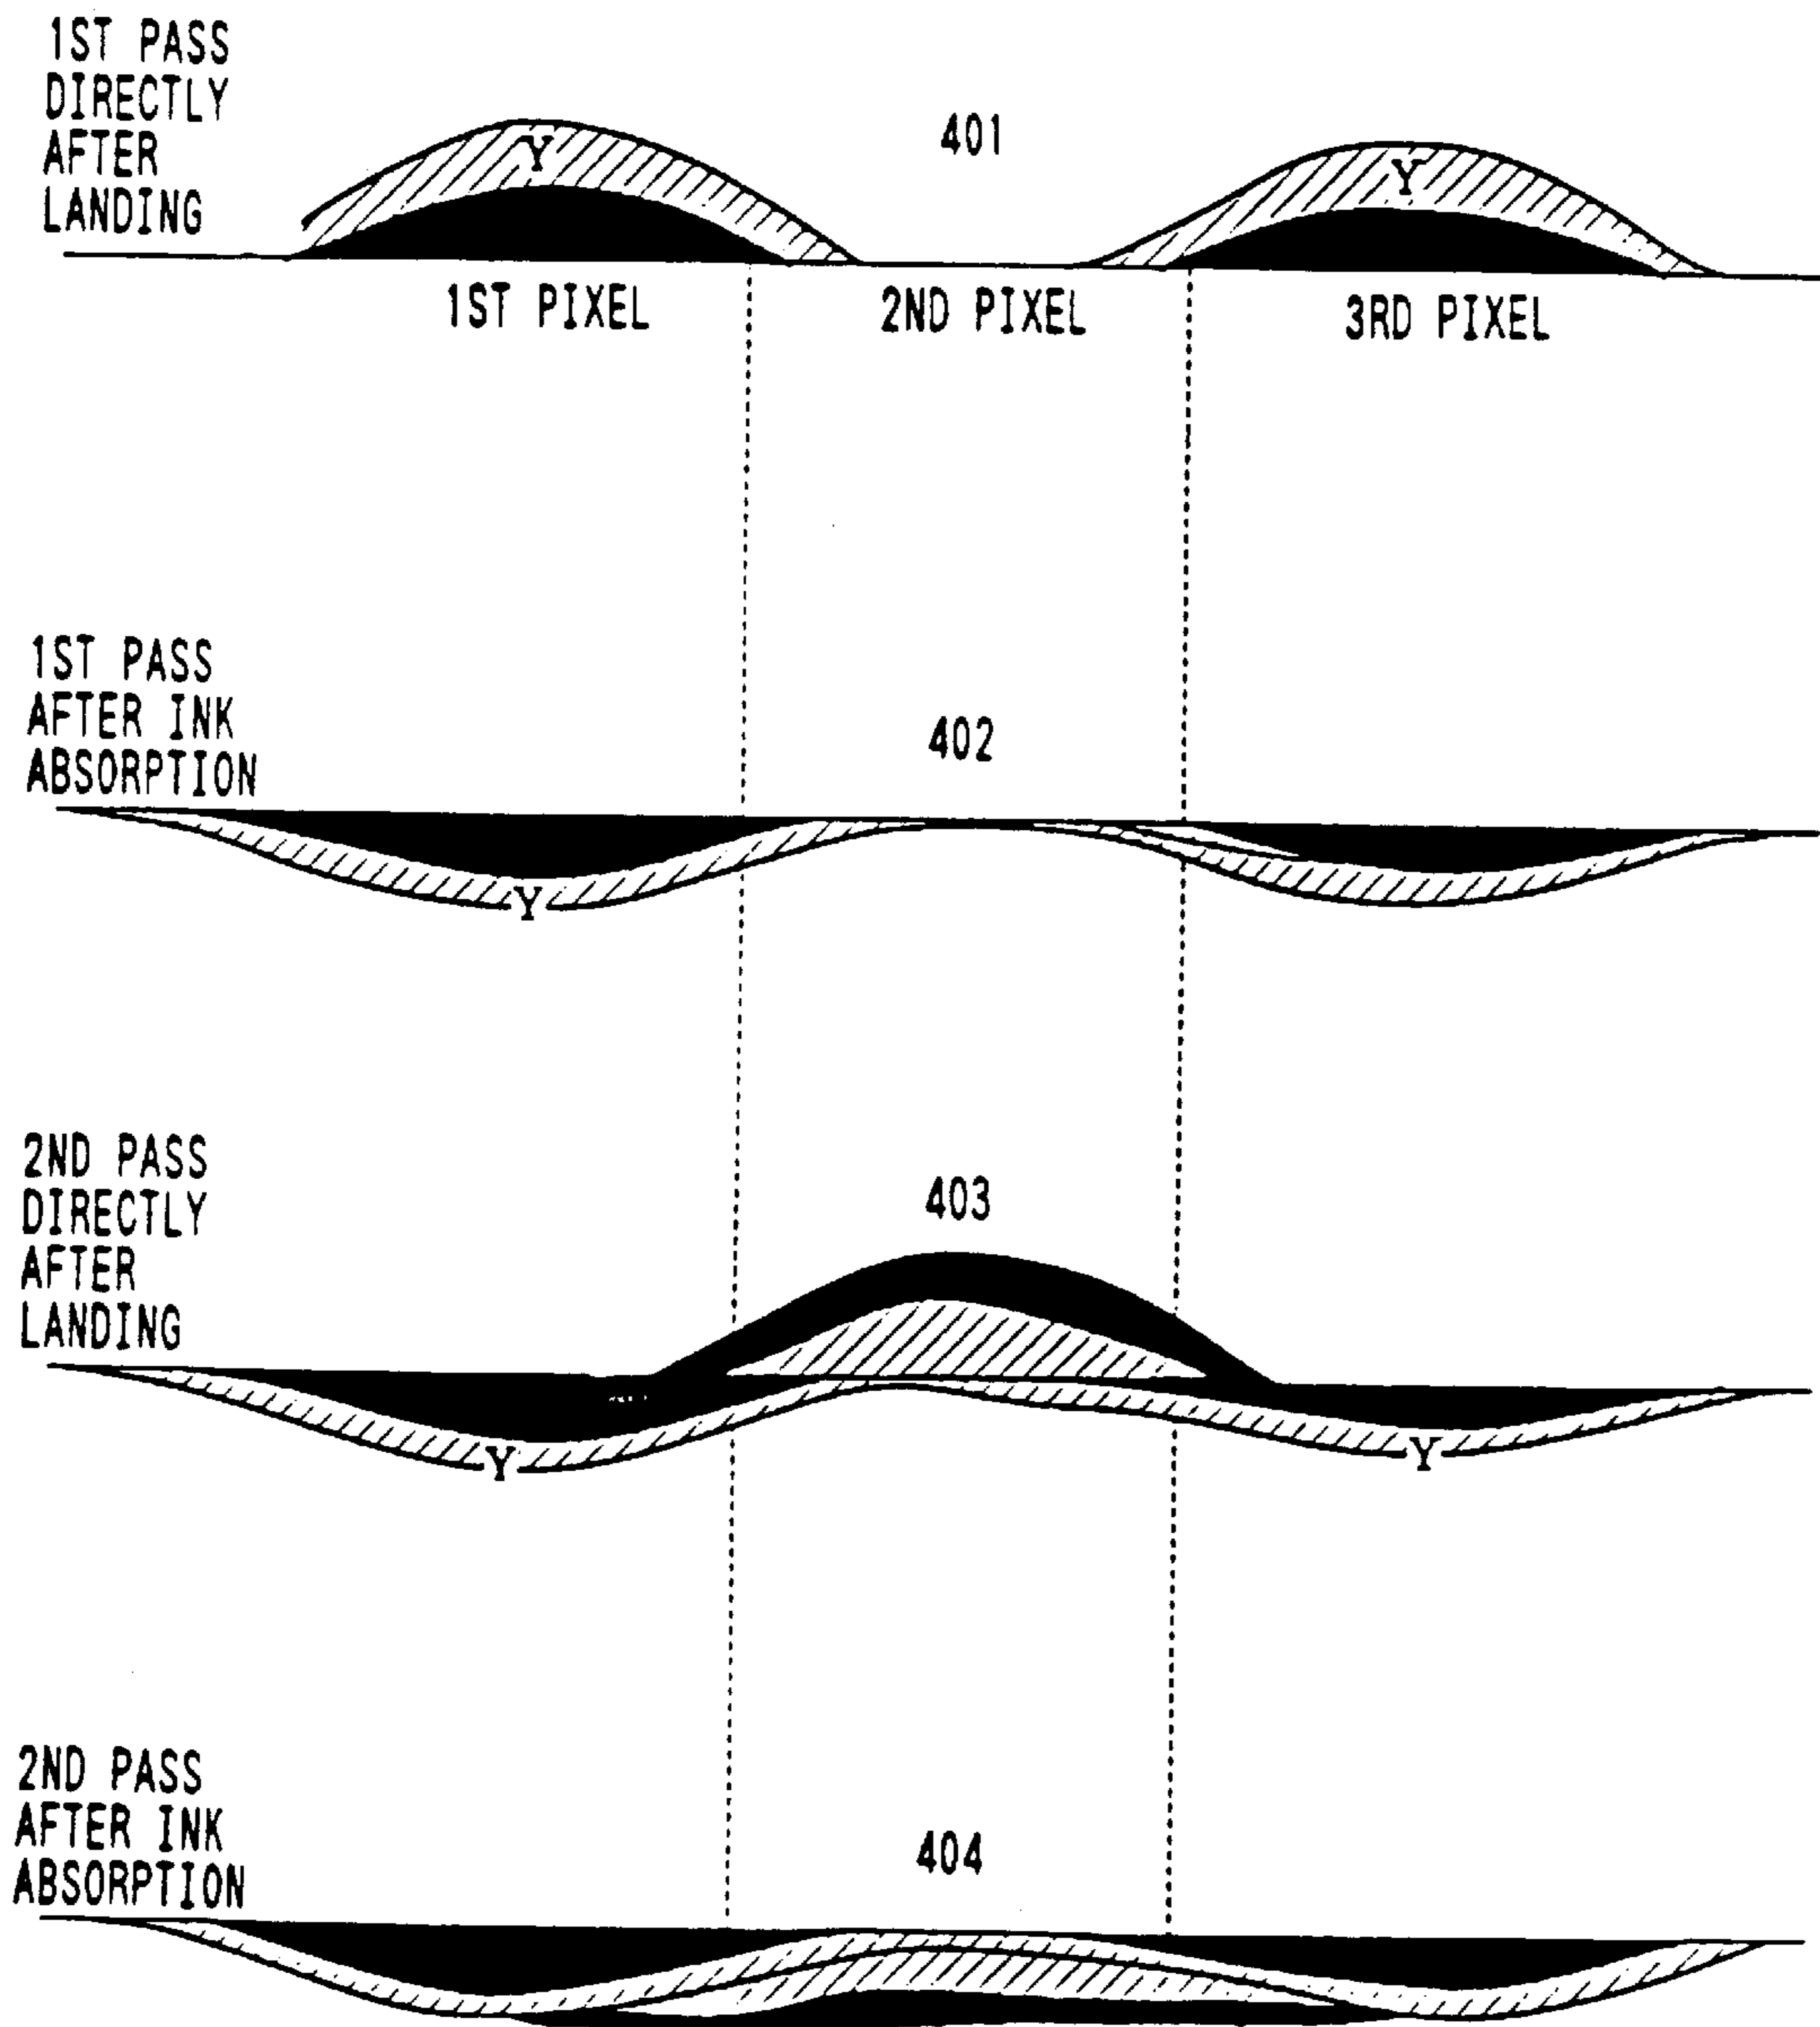 1ST PASS
DIRECTLY
AFTER
LANDING
401
Y
Y
1ST PIXEL
2ND PIXEL
3RD PIXEL
1ST PASS
AFTER INK
ABSORPTION
402
Y
2ND PASS
DIRECTLY
AFTER
LANDING
403
Y
Y
2ND PASS
AFTER INK
ABSORPTION
404